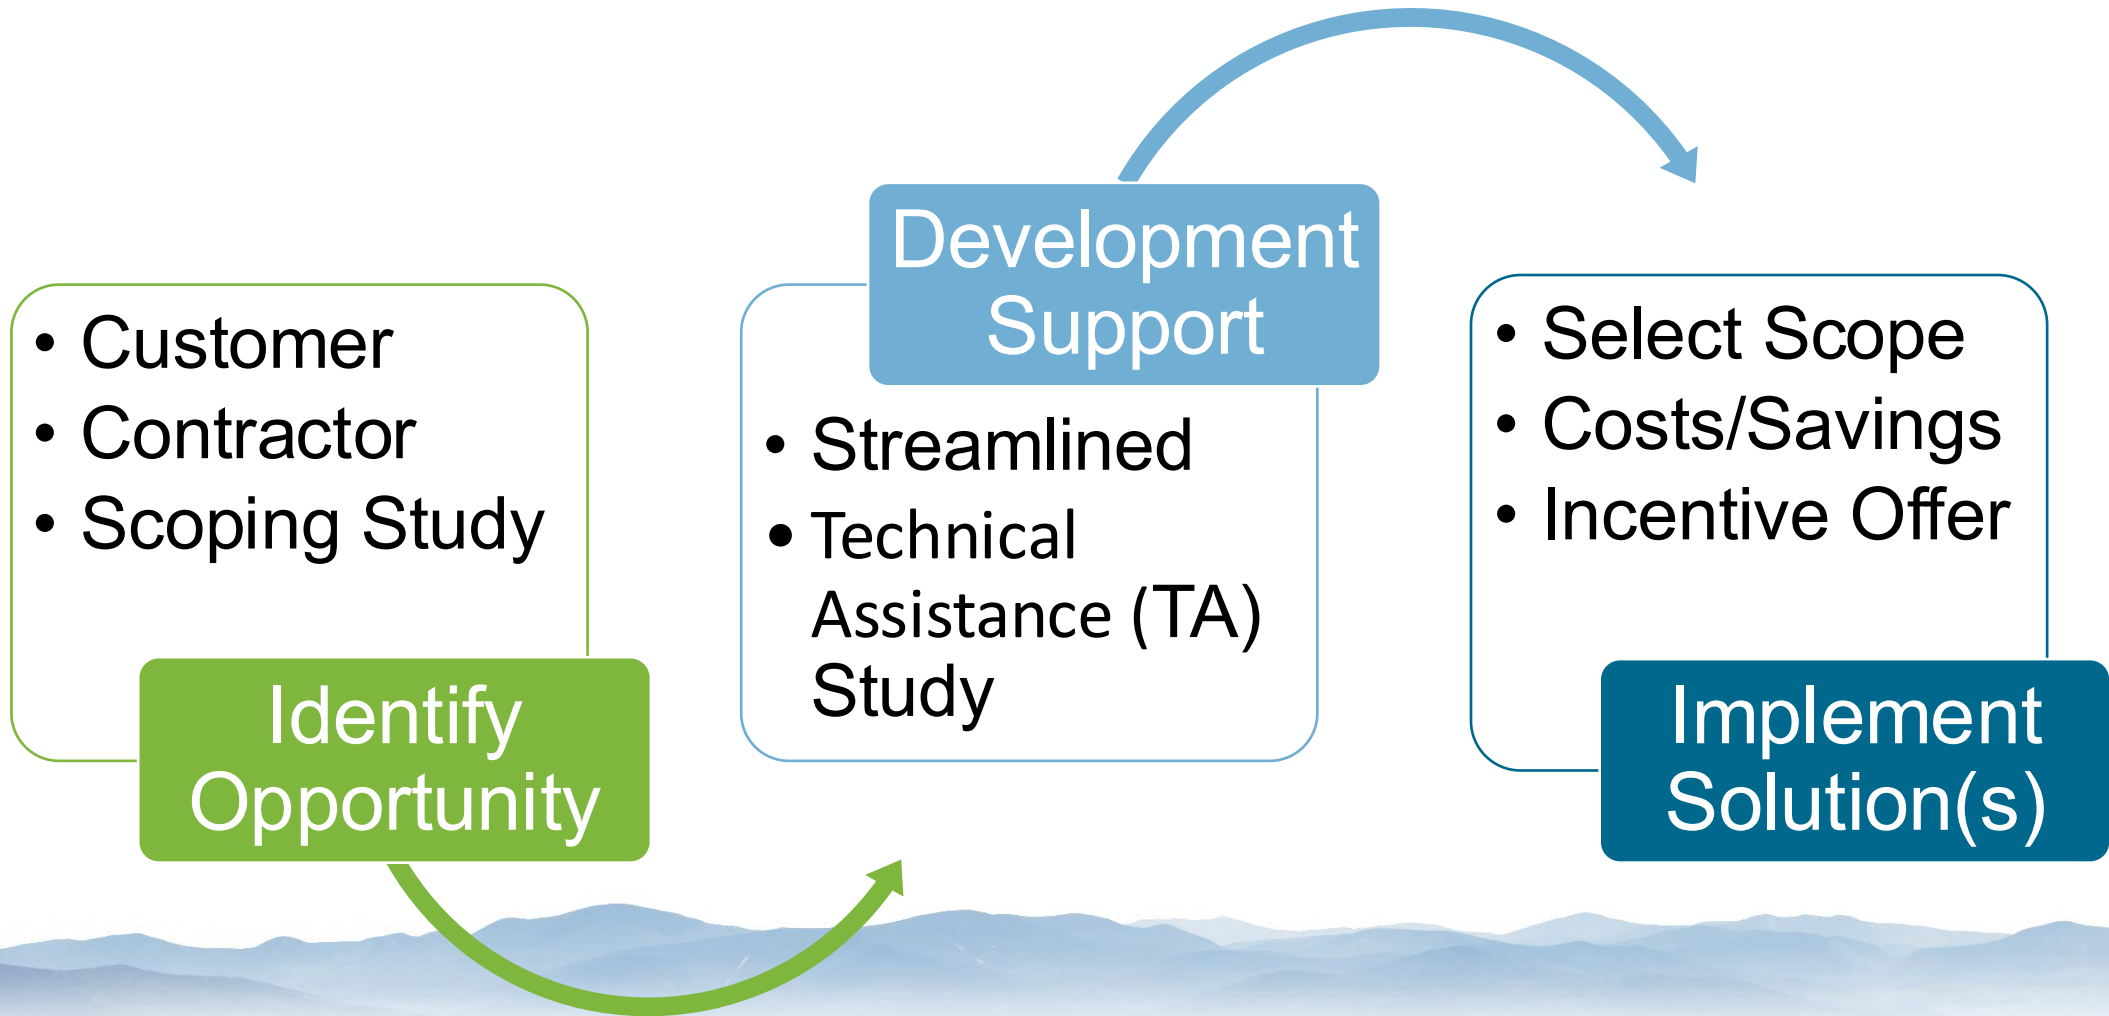 • Customer
• Contractor
• Scoping Study
Identify
Opportunity
Development
Support
• Streamlined
• Technical
Assistance (TA)
Study
• Select Scope
• Costs/Savings
• Incentive Offer
Implement
Solution(s)